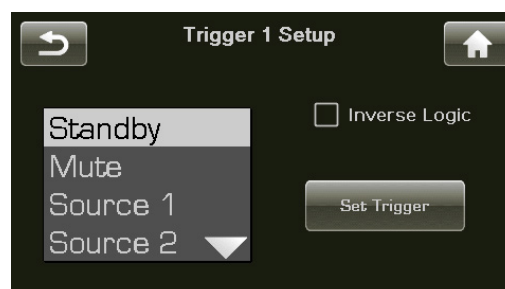 Trigger 1 Setup
Standby
Mute
Source 1
Source 2
Inverse Logic
Set Trigger